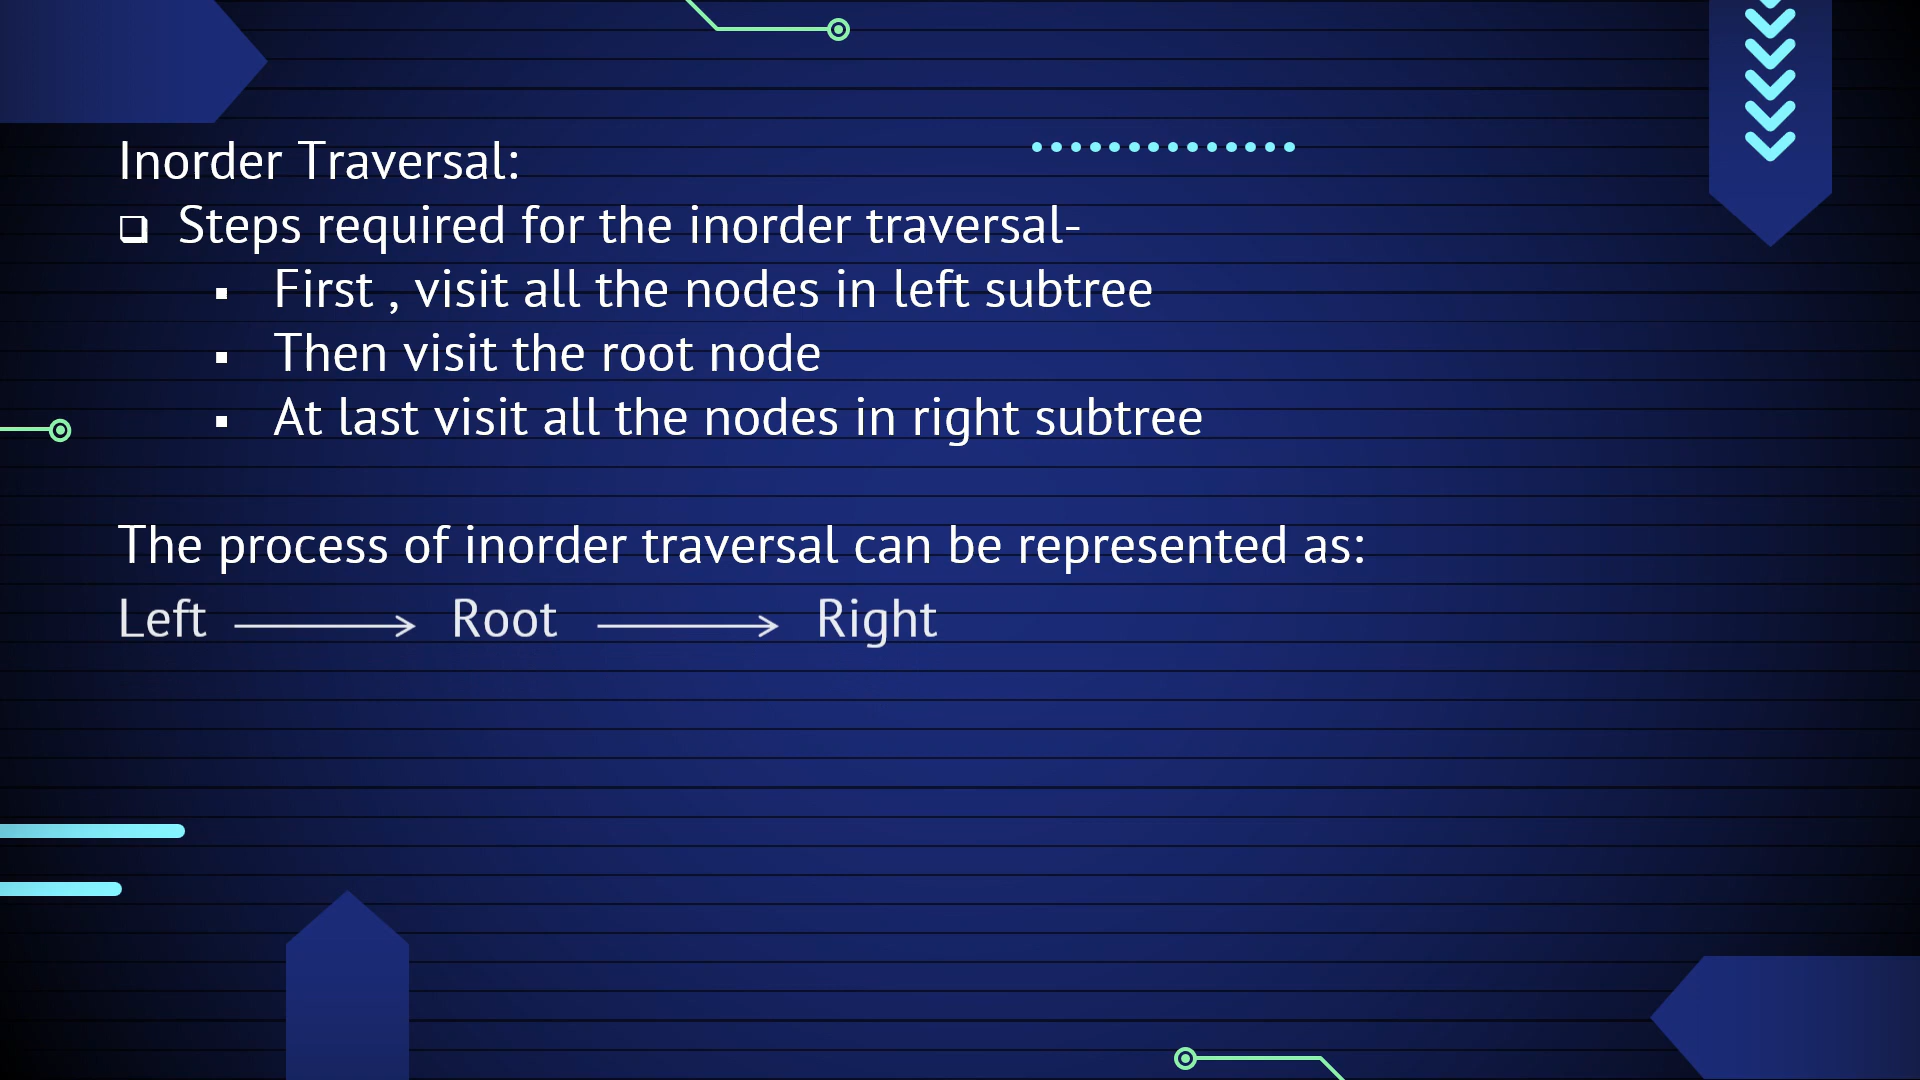 Inorder Traversal:
❑ Steps required for the inorder traversal-
▪ First , visit all the nodes in left subtree
▪ Then visit the root node
▪ At last visit all the nodes in right subtree
The process of inorder traversal can be represented as:
Left ⟶ Root ⟶ Right